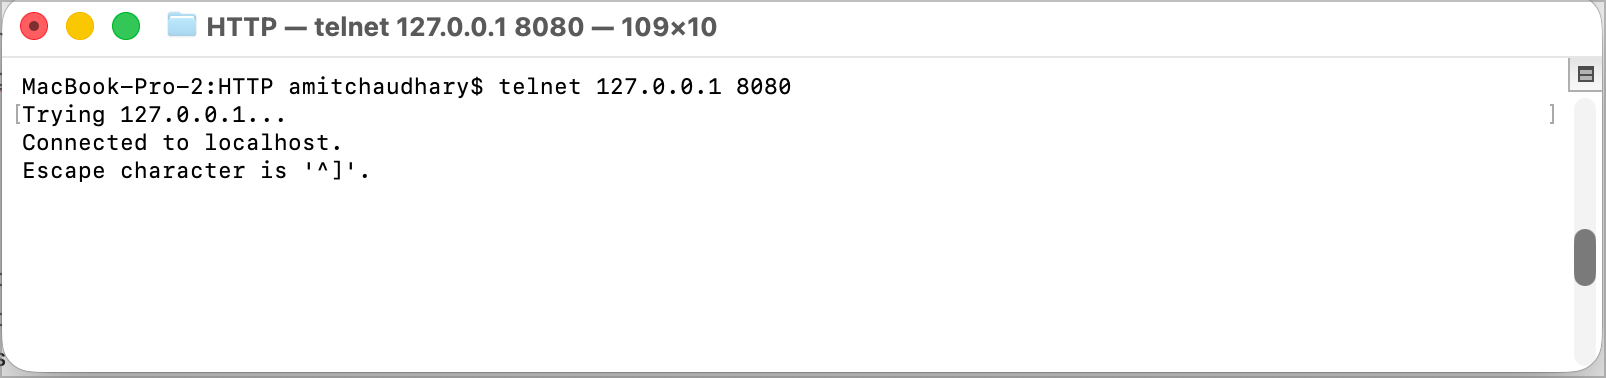 HTTP — telnet 127.0.0.1 8080 — 109×10
MacBook-Pro-2:HTTP amitchaudhary$ telnet 127.0.0.1 8080
[Trying 127.0.0.1... ]
Connected to localhost.
Escape character is '^]'.